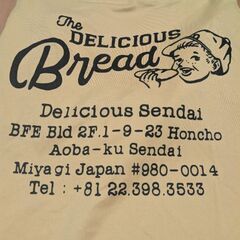 The
DELICIOUS
Bread
Delicious Sendai
BFE Bld 2F.1-9-23 Honcho
Aoba-ku Sendai
Miyagi Japan #980-0014
Tel : +81 22.398.3533